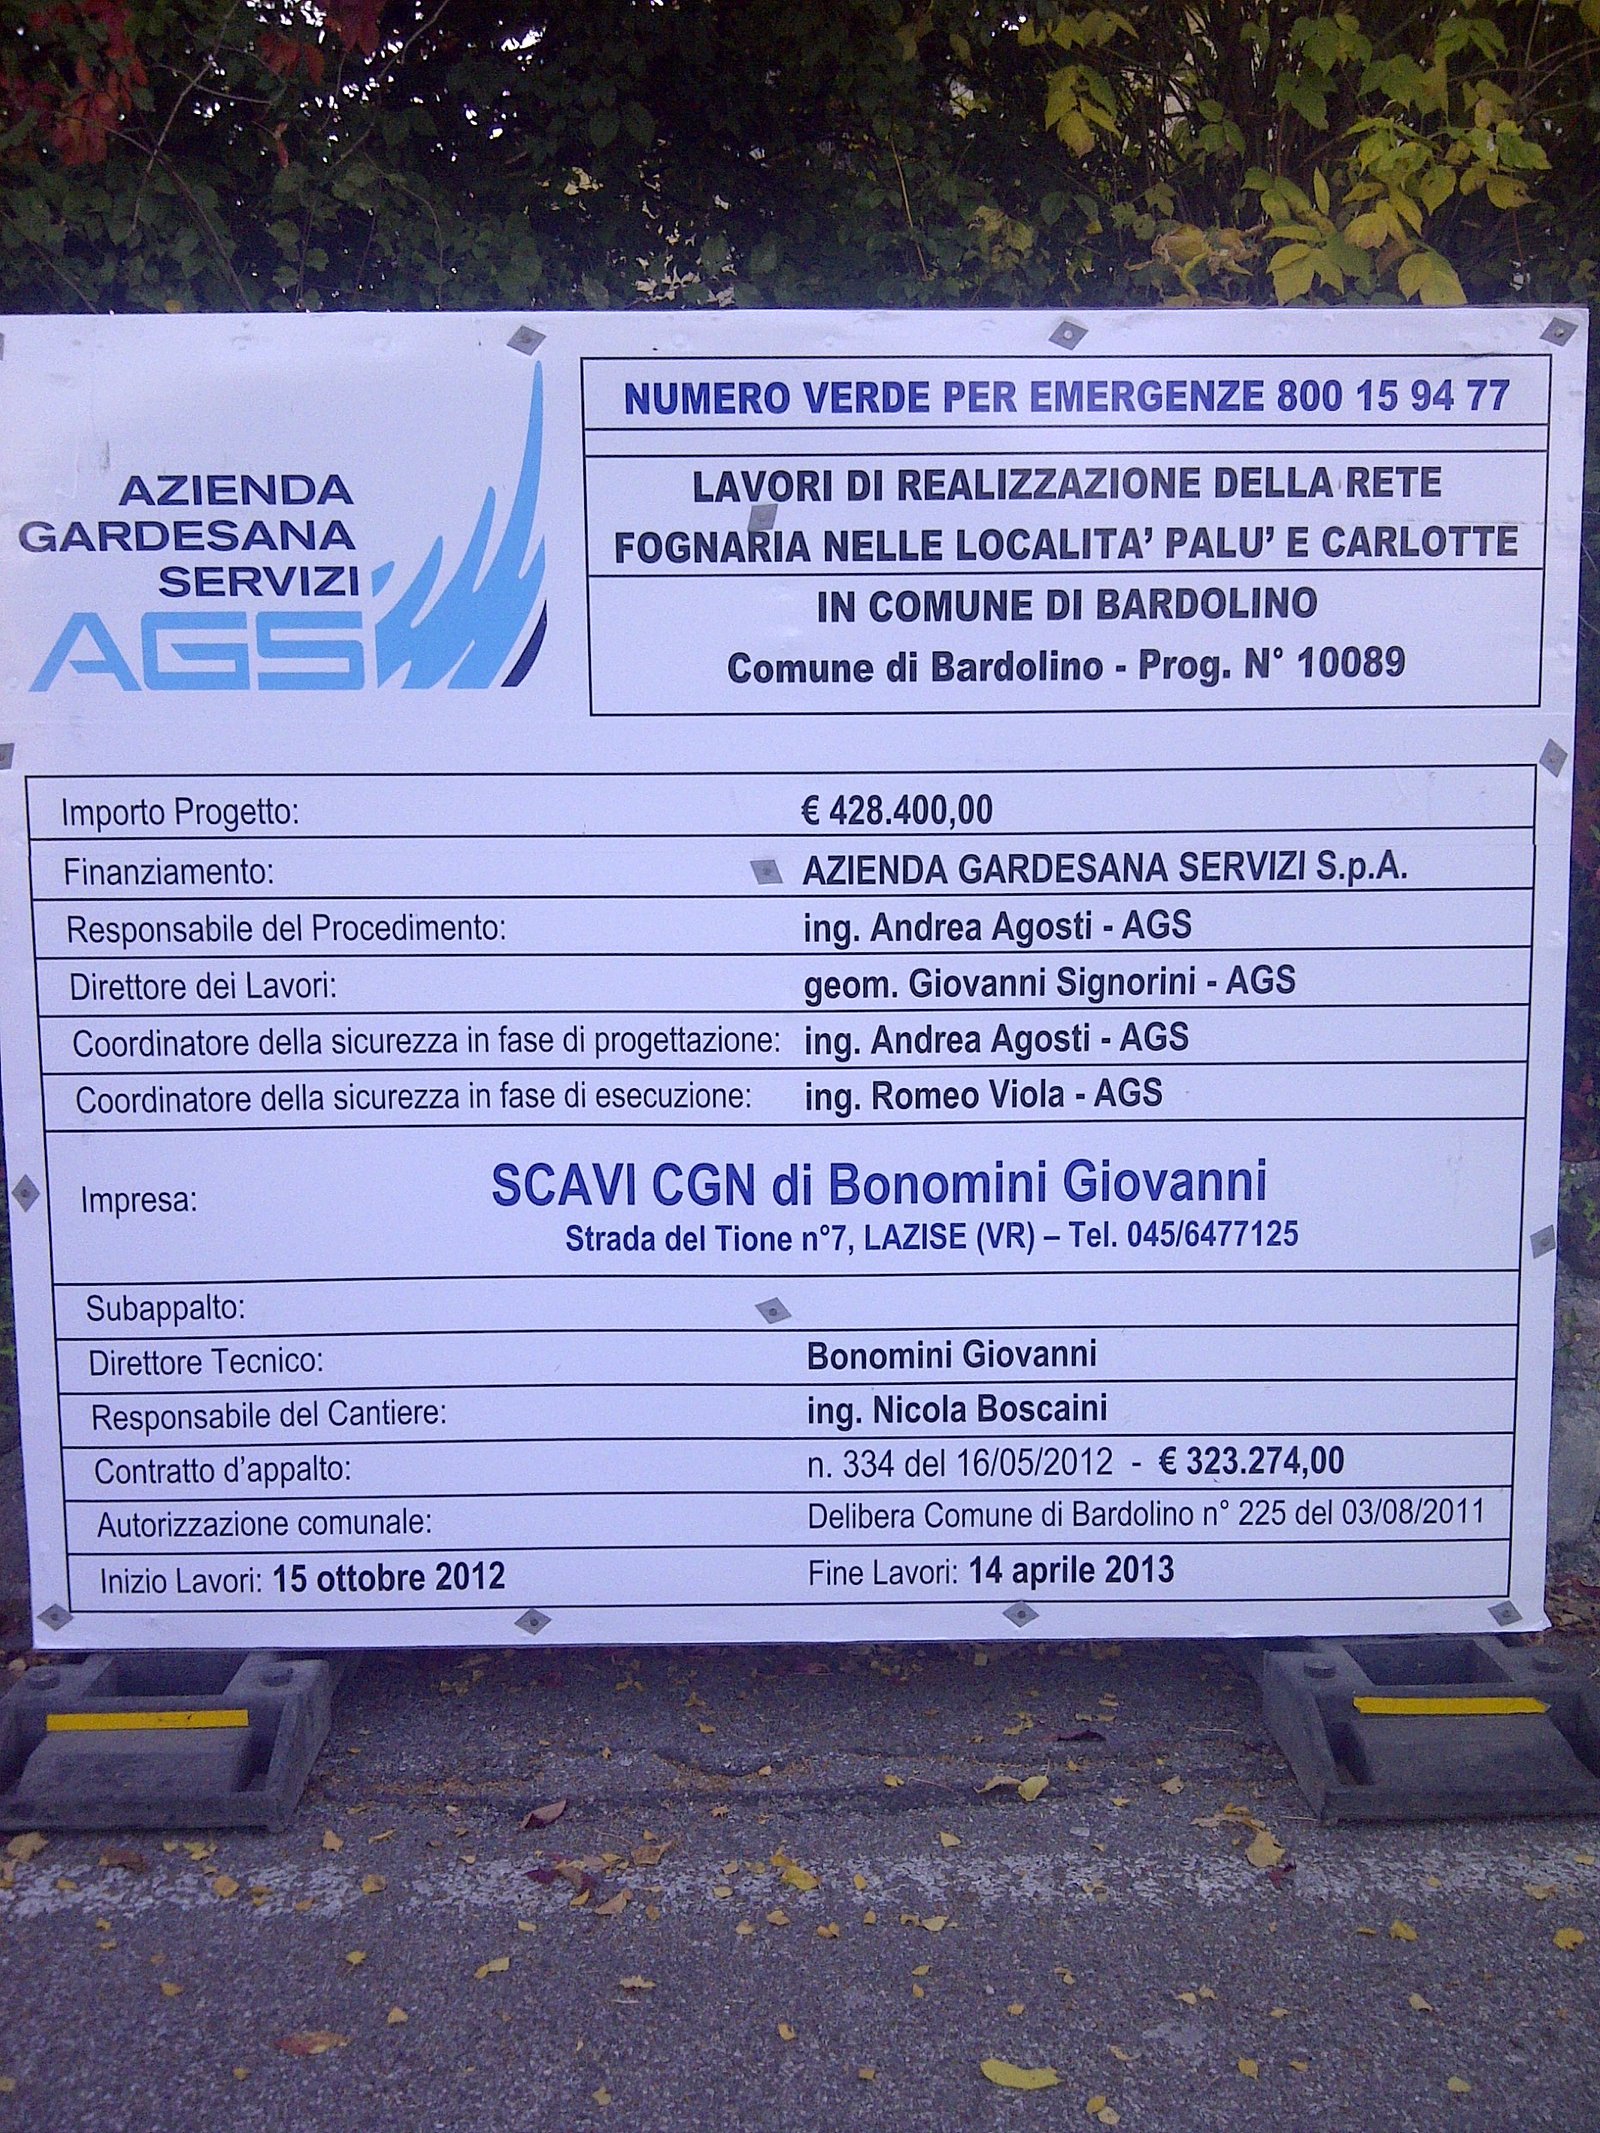 AZIENDA
GARDESANA
SERVIZI
AGS
NUMERO VERDE PER EMERGENZE 800 15 94 77
LAVORI DI REALIZZAZIONE DELLA RETE
FOGNARIA NELLE LOCALITA' PALU' E CARLOTTE
IN COMUNE DI BARDOLINO
Comune di Bardolino - Prog. N° 10089
Importo Progetto: € 428.400,00
Finanziamento: AZIENDA GARDESANA SERVIZI S.p.A.
Responsabile del Procedimento: ing. Andrea Agosti - AGS
Direttore dei Lavori: geom. Giovanni Signorini - AGS
Coordinatore della sicurezza in fase di progettazione: ing. Andrea Agosti - AGS
Coordinatore della sicurezza in fase di esecuzione: ing. Romeo Viola - AGS
Impresa: SCAVI CGN di Bonomini Giovanni
Strada del Tione n°7, LAZISE (VR) – Tel. 045/6477125
Subappalto:
Direttore Tecnico: Bonomini Giovanni
Responsabile del Cantiere: ing. Nicola Boscaini
Contratto d'appalto: n. 334 del 16/05/2012 - € 323.274,00
Autorizzazione comunale: Delibera Comune di Bardolino n° 225 del 03/08/2011
Inizio Lavori: 15 ottobre 2012 Fine Lavori: 14 aprile 2013